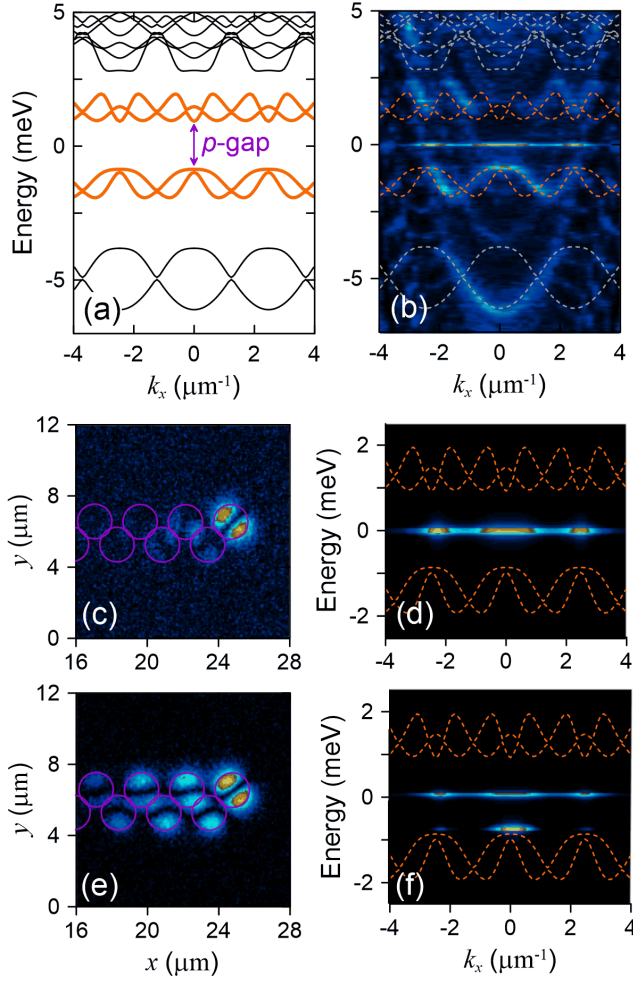 5
0
-5
Energy (meV)
p-gap
(a)
-4 -2 0 2 4
kx (μm-1)
5
0
-5
(b)
-4 -2 0 2 4
kx (μm-1)
12
8
4
0
y (μm)
(c)
16 20 24 28
2
1
0
-1
-2
Energy (meV)
(d)
-4 -2 0 2 4
12
8
4
0
y (μm)
(e)
16 20 24 28
x (μm)
2
0
-2
Energy (meV)
(f)
-4 -2 0 2 4
kx (μm-1)